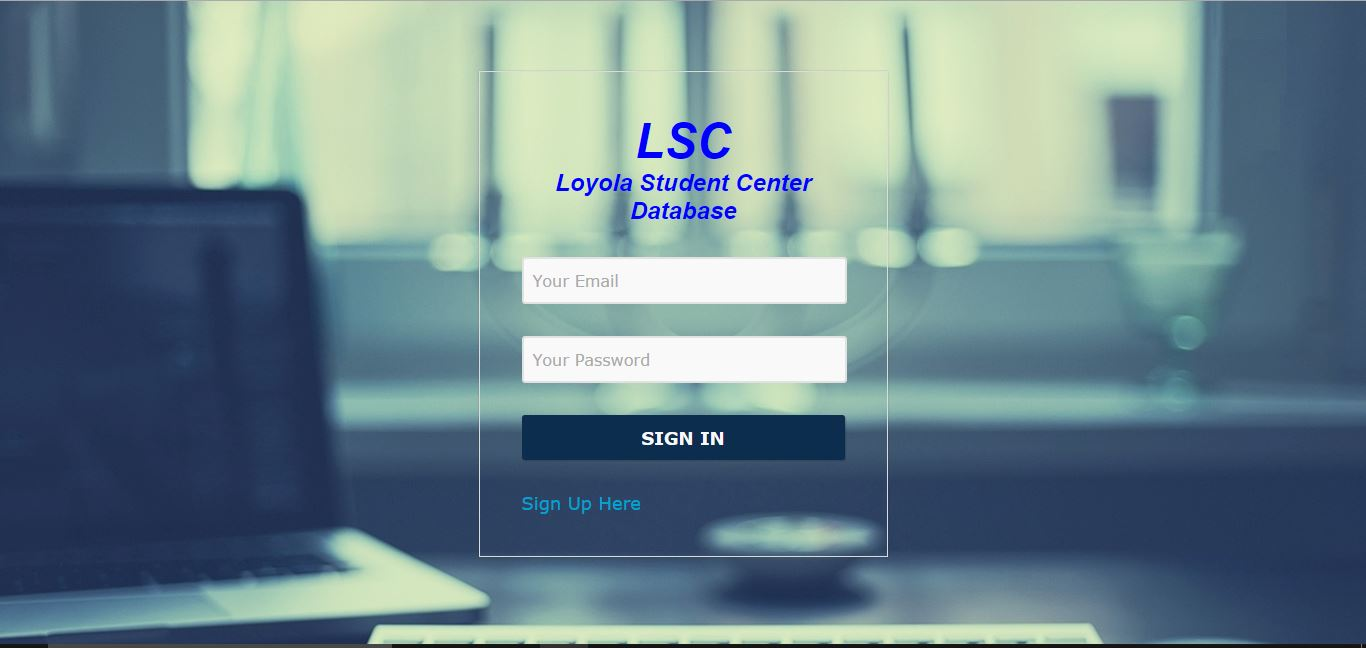 LSC
Loyola Student Center
Database
Your Email
Your Password
SIGN IN
Sign Up Here